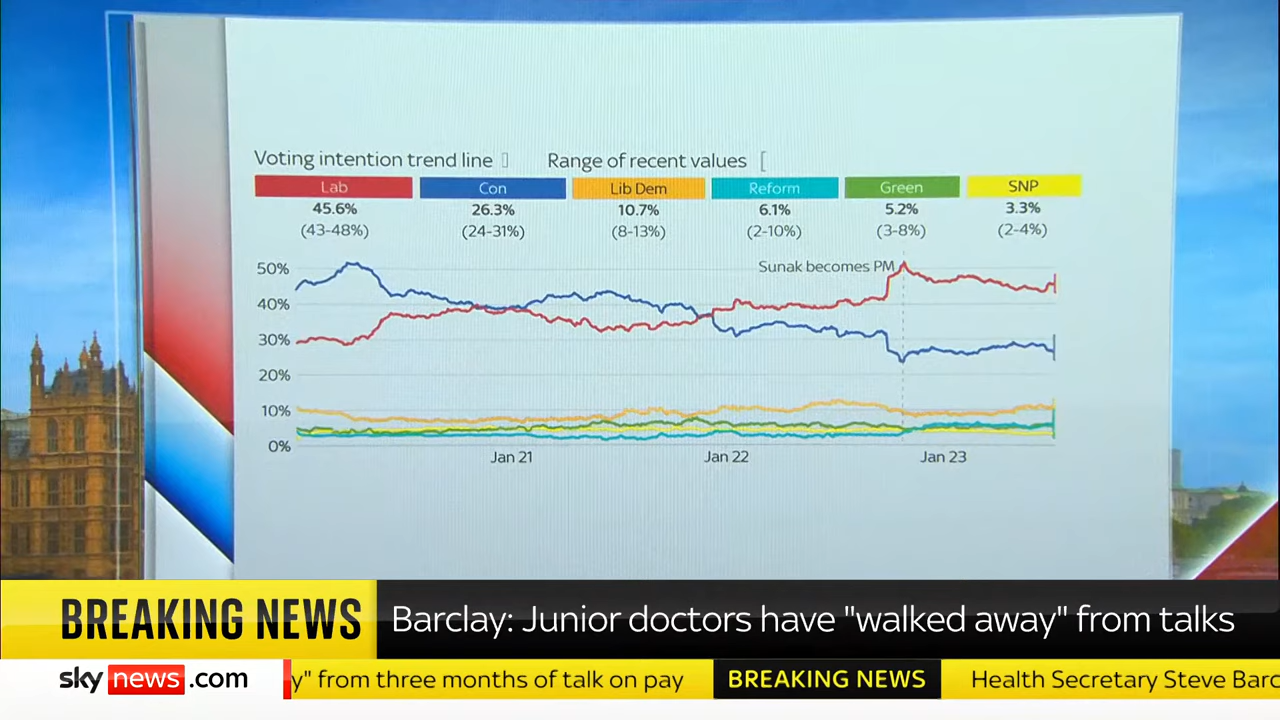 Voting intention trend line Range of recent values
Lab Con Lib Dem Reform Green SNP
45.6% 26.3% 10.7% 6.1% 5.2% 3.3%
(43-48%) (24-31%) (8-13%) (2-10%) (3-8%) (2-4%)
Sunak becomes PM
50%
40%
30%
20%
10%
0%
Jan 21 Jan 22 Jan 23
BREAKING NEWS
Barclay: Junior doctors have "walked away" from talks
sky news .com
y" from three months of talk on pay BREAKING NEWS Health Secretary Steve Barc